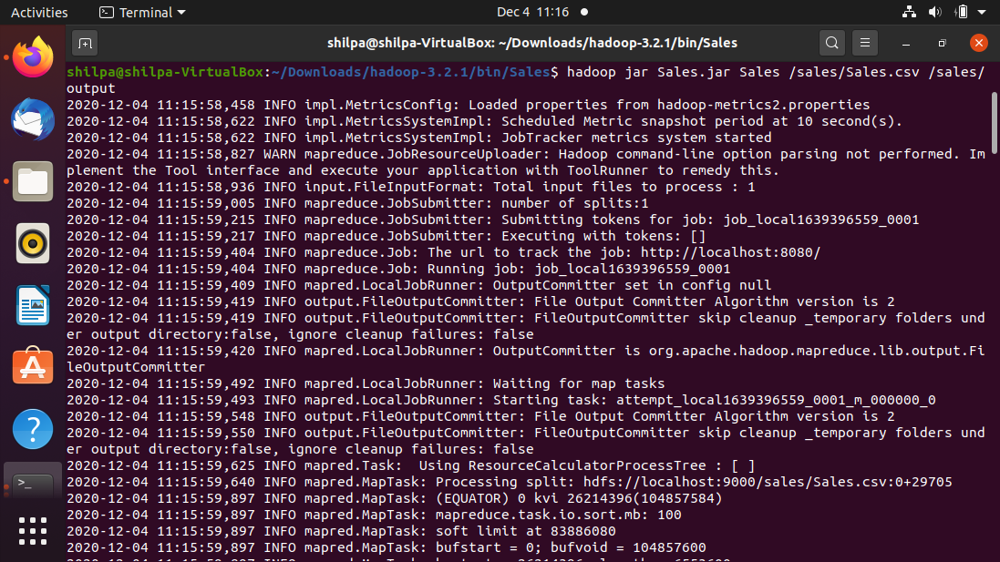 Activities Terminal Dec 4 11:16
shilpa@shilpa-VirtualBox: ~/Downloads/hadoop-3.2.1/bin/Sales
shilpa@shilpa-VirtualBox:~/Downloads/hadoop-3.2.1/bin/Sales$ hadoop jar Sales.jar Sales /sales/Sales.csv /sales/
output
2020-12-04 11:15:58,458 INFO impl.MetricsConfig: Loaded properties from hadoop-metrics2.properties
2020-12-04 11:15:58,622 INFO impl.MetricsSystemImpl: Scheduled Metric snapshot period at 10 second(s).
2020-12-04 11:15:58,622 INFO impl.MetricsSystemImpl: JobTracker metrics system started
2020-12-04 11:15:58,827 WARN mapreduce.JobResourceUploader: Hadoop command-line option parsing not performed. Im
plement the Tool interface and execute your application with ToolRunner to remedy this.
2020-12-04 11:15:58,936 INFO input.FileInputFormat: Total input files to process : 1
2020-12-04 11:15:59,005 INFO mapreduce.JobSubmitter: number of splits:1
2020-12-04 11:15:59,215 INFO mapreduce.JobSubmitter: Submitting tokens for job: job_local1639396559_0001
2020-12-04 11:15:59,217 INFO mapreduce.JobSubmitter: Executing with tokens: []
2020-12-04 11:15:59,404 INFO mapreduce.Job: The url to track the job: http://localhost:8080/
2020-12-04 11:15:59,404 INFO mapreduce.Job: Running job: job_local1639396559_0001
2020-12-04 11:15:59,409 INFO mapred.LocalJobRunner: OutputCommitter set in config null
2020-12-04 11:15:59,419 INFO output.FileOutputCommitter: File Output Committer Algorithm version is 2
2020-12-04 11:15:59,419 INFO output.FileOutputCommitter: FileOutputCommitter skip cleanup _temporary folders und
er output directory:false, ignore cleanup failures: false
2020-12-04 11:15:59,420 INFO mapred.LocalJobRunner: OutputCommitter is org.apache.hadoop.mapreduce.lib.output.Fi
leOutputCommitter
2020-12-04 11:15:59,492 INFO mapred.LocalJobRunner: Waiting for map tasks
2020-12-04 11:15:59,493 INFO mapred.LocalJobRunner: Starting task: attempt_local1639396559_0001_m_000000_0
2020-12-04 11:15:59,548 INFO output.FileOutputCommitter: File Output Committer Algorithm version is 2
2020-12-04 11:15:59,550 INFO output.FileOutputCommitter: FileOutputCommitter skip cleanup _temporary folders und
er output directory:false, ignore cleanup failures: false
2020-12-04 11:15:59,625 INFO mapred.Task:  Using ResourceCalculatorProcessTree : [ ]
2020-12-04 11:15:59,640 INFO mapred.MapTask: Processing split: hdfs://localhost:9000/sales/Sales.csv:0+29705
2020-12-04 11:15:59,897 INFO mapred.MapTask: (EQUATOR) 0 kvi 26214396(104857584)
2020-12-04 11:15:59,897 INFO mapred.MapTask: mapreduce.task.io.sort.mb: 100
2020-12-04 11:15:59,897 INFO mapred.MapTask: soft limit at 83886080
2020-12-04 11:15:59,897 INFO mapred.MapTask: bufstart = 0; bufvoid = 104857600